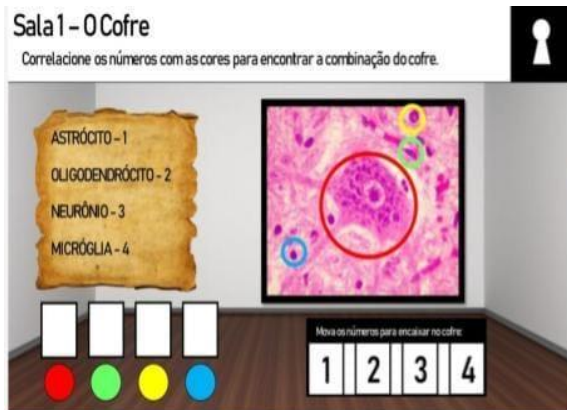 Sala 1 – O Cofre
Correlacione os números com as cores para encontrar a combinação do cofre.
ASTRÓCITO – 1
OLIGODENDRÓCITO – 2
NEURÔNIO – 3
MICRÓGLIA – 4
Mova os números para encaixar no cofre:
1 2 3 4